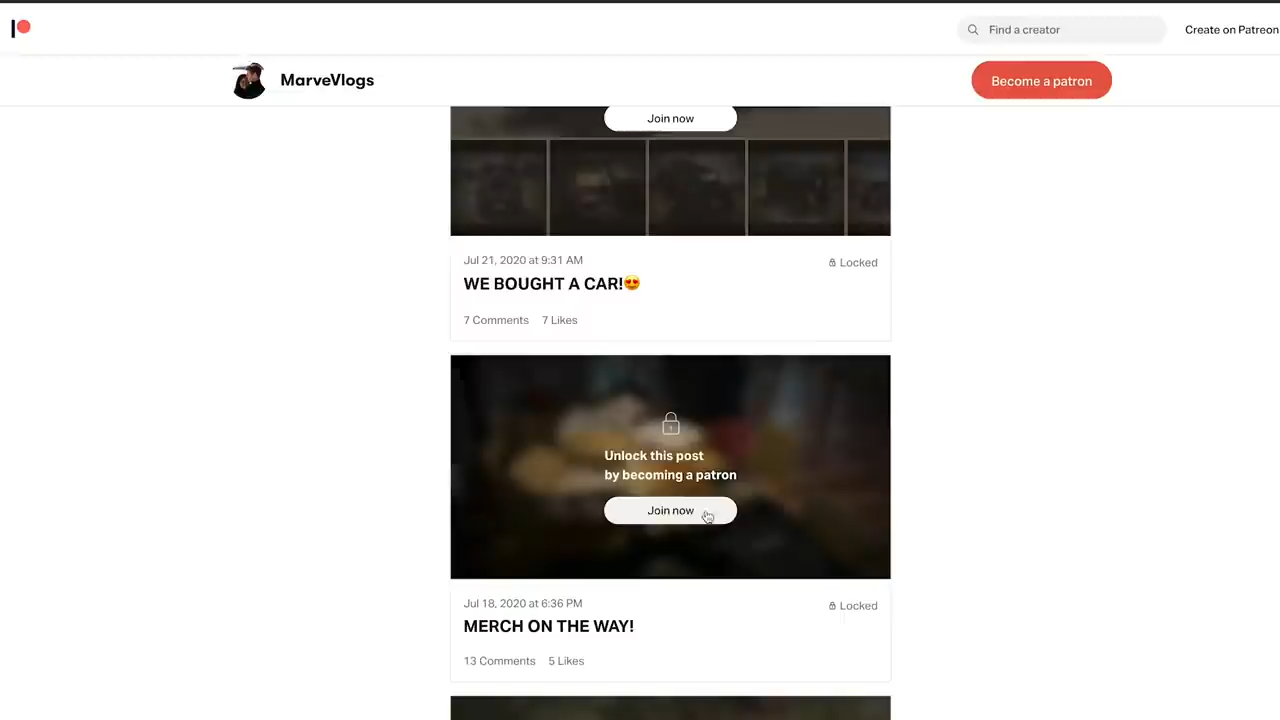 Find a creator
Create on Patreon
MarveVlogs
Become a patron
Join now
Jul 21, 2020 at 9:31 AM
Locked
WE BOUGHT A CAR!😍
7 Comments 7 Likes
Unlock this post
by becoming a patron
Join now
Jul 18, 2020 at 6:36 PM
Locked
MERCH ON THE WAY!
13 Comments 5 Likes